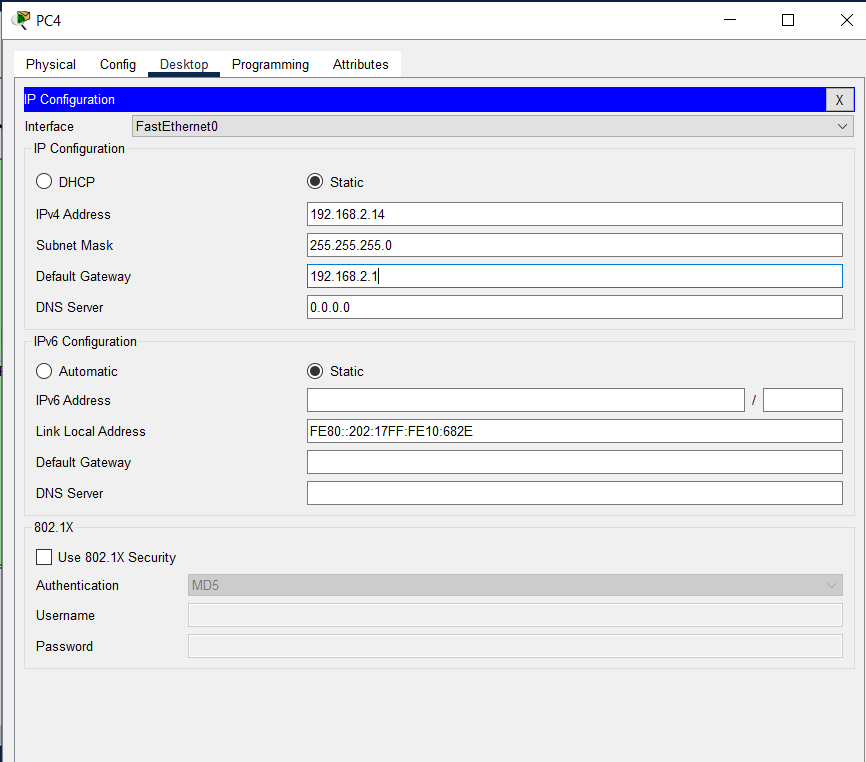 PC4
Physical Config Desktop Programming Attributes
IP Configuration X
Interface FastEthernet0
IP Configuration
DHCP Static
IPv4 Address 192.168.2.14
Subnet Mask 255.255.255.0
Default Gateway 192.168.2.1
DNS Server 0.0.0.0
IPv6 Configuration
Automatic Static
IPv6 Address /
Link Local Address FE80::202:17FF:FE10:682E
Default Gateway
DNS Server
802.1X
Use 802.1X Security
Authentication MD5
Username
Password